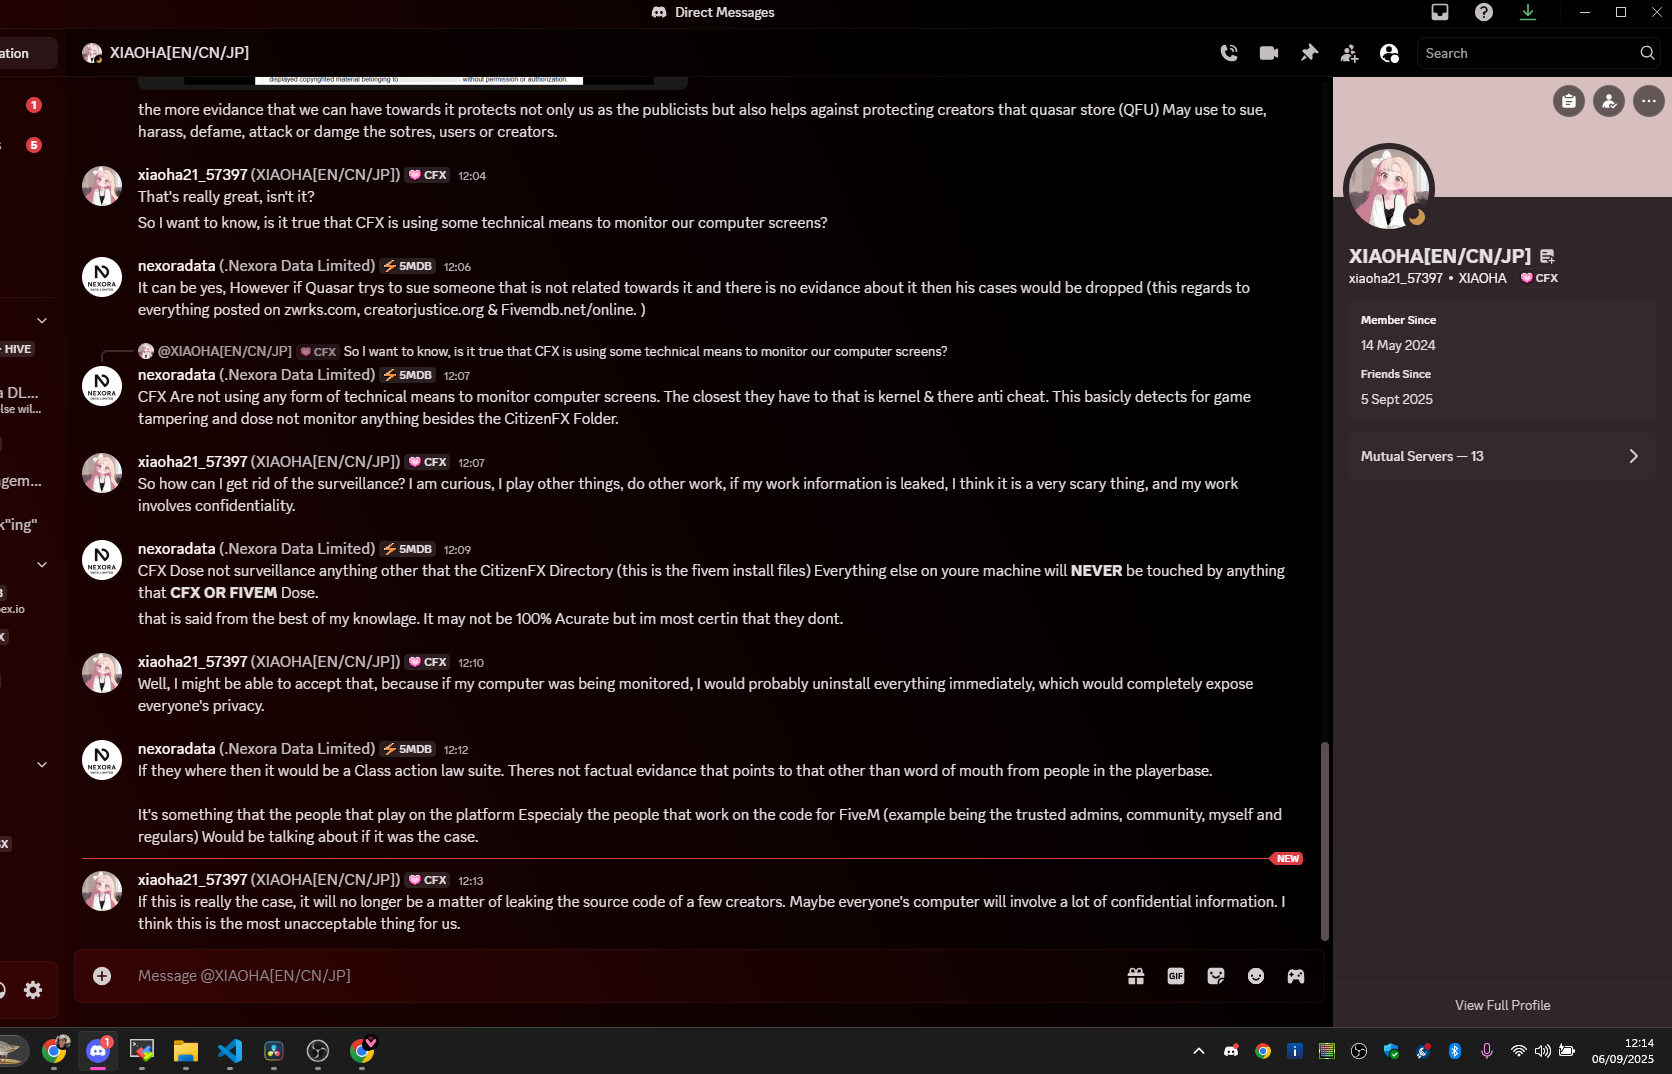 Direct Messages
ation
XIAOHA[EN/CN/JP]
Search
displayed copyrighted material belonging to without permission or authorization.
the more evidence that we can have towards it protects not only us as the publicists but also helps against protecting creators that quasar store (QFU) May use to sue,
harass, defame, attack or damge the sotres, users or creators.
1
5
xiaoha21_57397 (XIAOHA[EN/CN/JP]) CFX 12:04
That's really great, isn't it?
So I want to know, is it true that CFX is using some technical means to monitor our computer screens?
nexoradata (.Nexora Data Limited) 5MDB 12:06
It can be yes, However if Quasar trys to sue someone that is not related towards it and there is no evidence about it then his cases would be dropped (this regards to
everything posted on zwrks.com, creatorjustice.org & Fivemdb.net/online. )
@XIAOHA[EN/CN/JP] CFX So I want to know, is it true that CFX is using some technical means to monitor our computer screens?
nexoradata (.Nexora Data Limited) 5MDB 12:07
CFX Are not using any form of technical means to monitor computer screens. The closest they have to that is kernel & there anti cheat. This basicly detects for game
tampering and dose not monitor anything besides the CitizenFX Folder.
xiaoha21_57397 (XIAOHA[EN/CN/JP]) CFX 12:07
So how can I get rid of the surveillance? I am curious, I play other things, do other work, if my work information is leaked, I think it is a very scary thing, and my work
involves confidentiality.
nexoradata (.Nexora Data Limited) 5MDB 12:09
CFX Dose not surveillance anything other that the CitizenFX Directory (this is the fivem install files) Everything else on youre machine will NEVER be touched by anything
that CFX OR FIVEM Dose.
that is said from the best of my knowlage. It may not be 100% Acurate but im most certin that they dont.
xiaoha21_57397 (XIAOHA[EN/CN/JP]) CFX 12:10
Well, I might be able to accept that, because if my computer was being monitored, I would probably uninstall everything immediately, which would completely expose
everyone's privacy.
nexoradata (.Nexora Data Limited) 5MDB 12:12
If they where then it would be a Class action law suite. Theres not factual evidence that points to that other than word of mouth from people in the playerbase.
It's something that the people that play on the platform Especialy the people that work on the code for FiveM (example being the trusted admins, community, myself and
regulars) Would be talking about if it was the case.
NEW
xiaoha21_57397 (XIAOHA[EN/CN/JP]) CFX 12:13
If this is really the case, it will no longer be a matter of leaking the source code of a few creators. Maybe everyone's computer will involve a lot of confidential information. I
think this is the most unacceptable thing for us.
Message @XIAOHA[EN/CN/JP]
GIF
HIVE
a DL...
else wil...
gem...
k"ing"
ex.io
N
NEXORA
DATA LIMITED
XIAOHA[EN/CN/JP]
xiaoha21_57397 • XIAOHA CFX
Member Since
14 May 2024
Friends Since
5 Sept 2025
Mutual Servers — 13
View Full Profile
1
12:14
06/09/2025